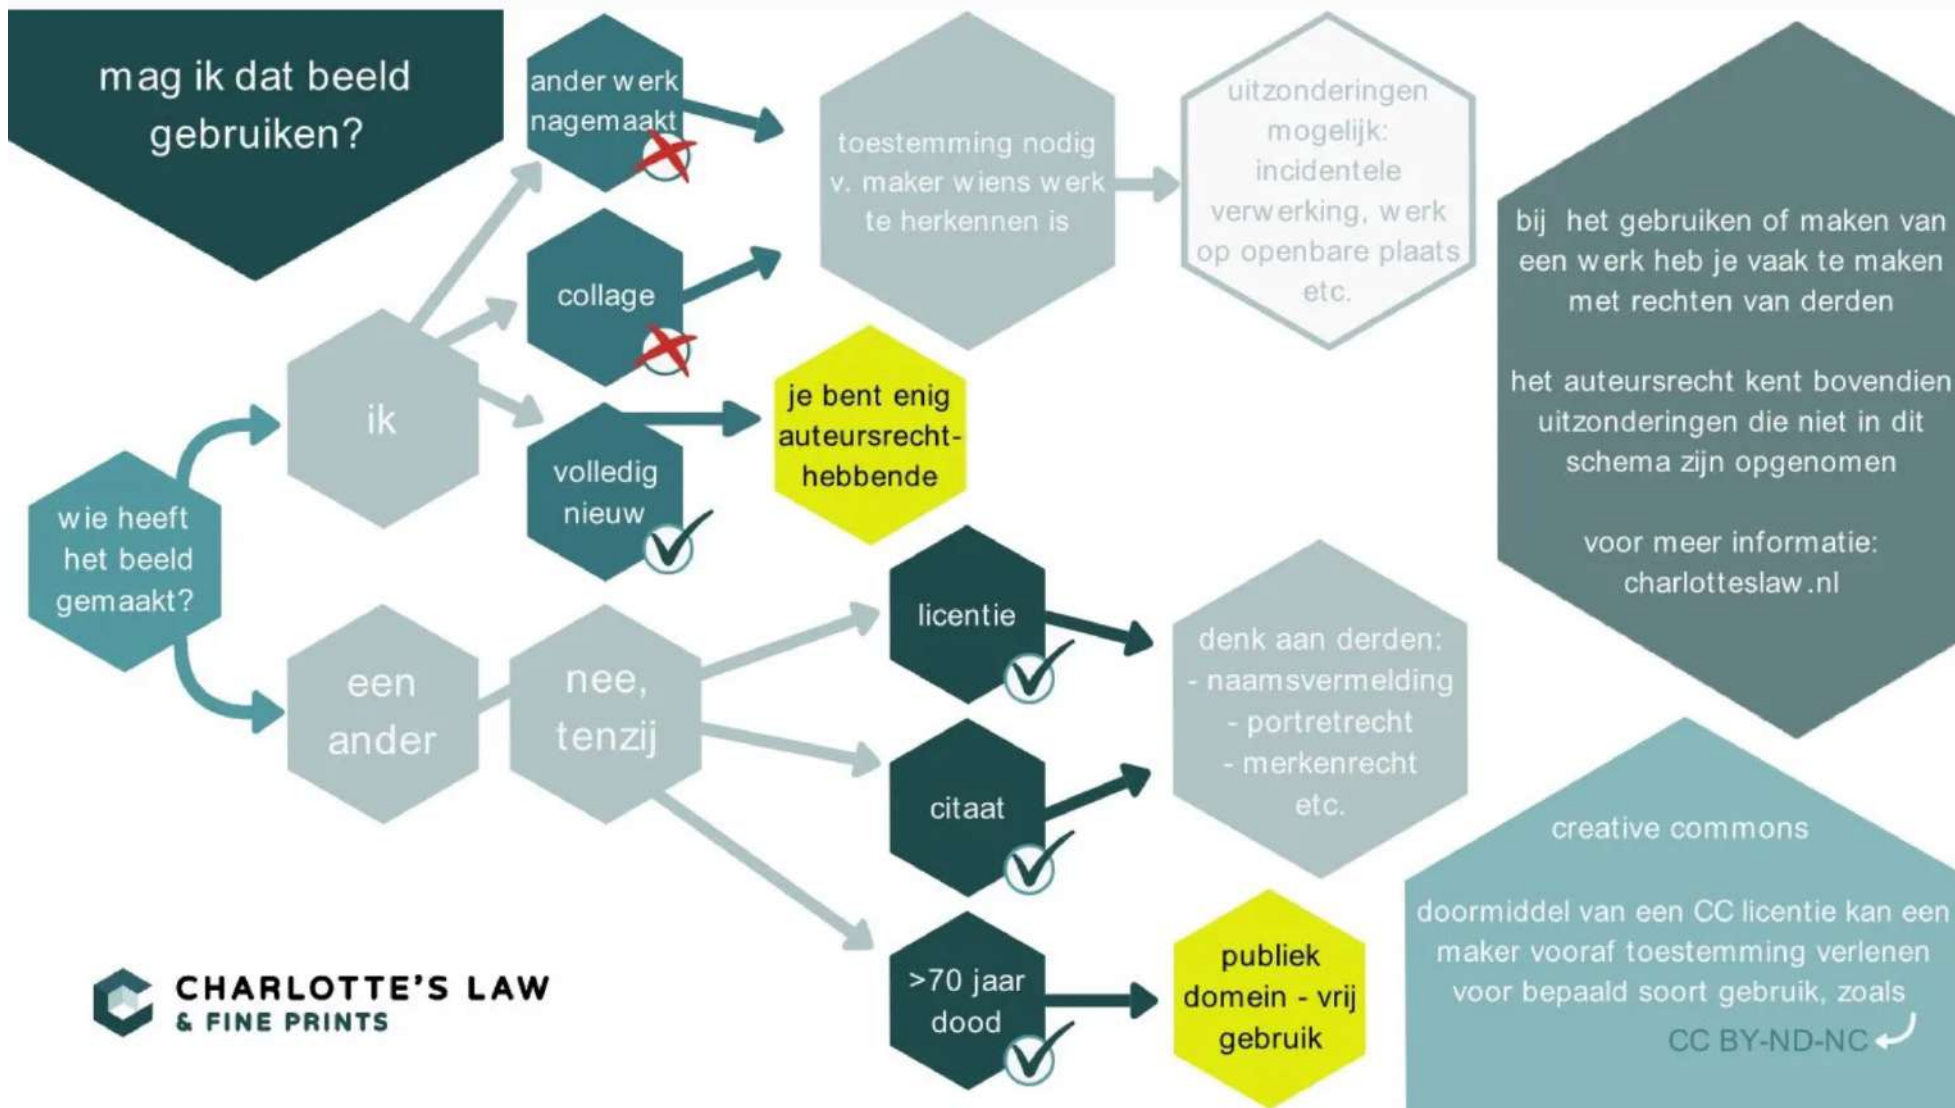 mag ik dat beeld
gebruiken?
wie heeft
het beeld
gemaakt?
ik
ander werk
nagemaakt
collage
volledig
nieuw
toestemming nodig
v. maker wiens werk
te herkennen is
uitzonderingen
mogelijk:
incidentele
verwerking, werk
op openbare plaats
etc.
je bent enig
auteursrecht-
hebbende
een
ander
nee,
tenzij
licentie
citaat
>70 jaar
dood
denk aan derden:
- naamsvermelding
- portretrecht
- merkenrecht
etc.
publiek
domein - vrij
gebruik
bij het gebruiken of maken van
een werk heb je vaak te maken
met rechten van derden
het auteursrecht kent bovendien
uitzonderingen die niet in dit
schema zijn opgenomen
voor meer informatie:
charlotteslaw.nl
creative commons
doormiddel van een CC licentie kan een
maker vooraf toestemming verlenen
voor bepaald soort gebruik, zoals
CC BY-ND-NC
CHARLOTTE'S LAW
& FINE PRINTS